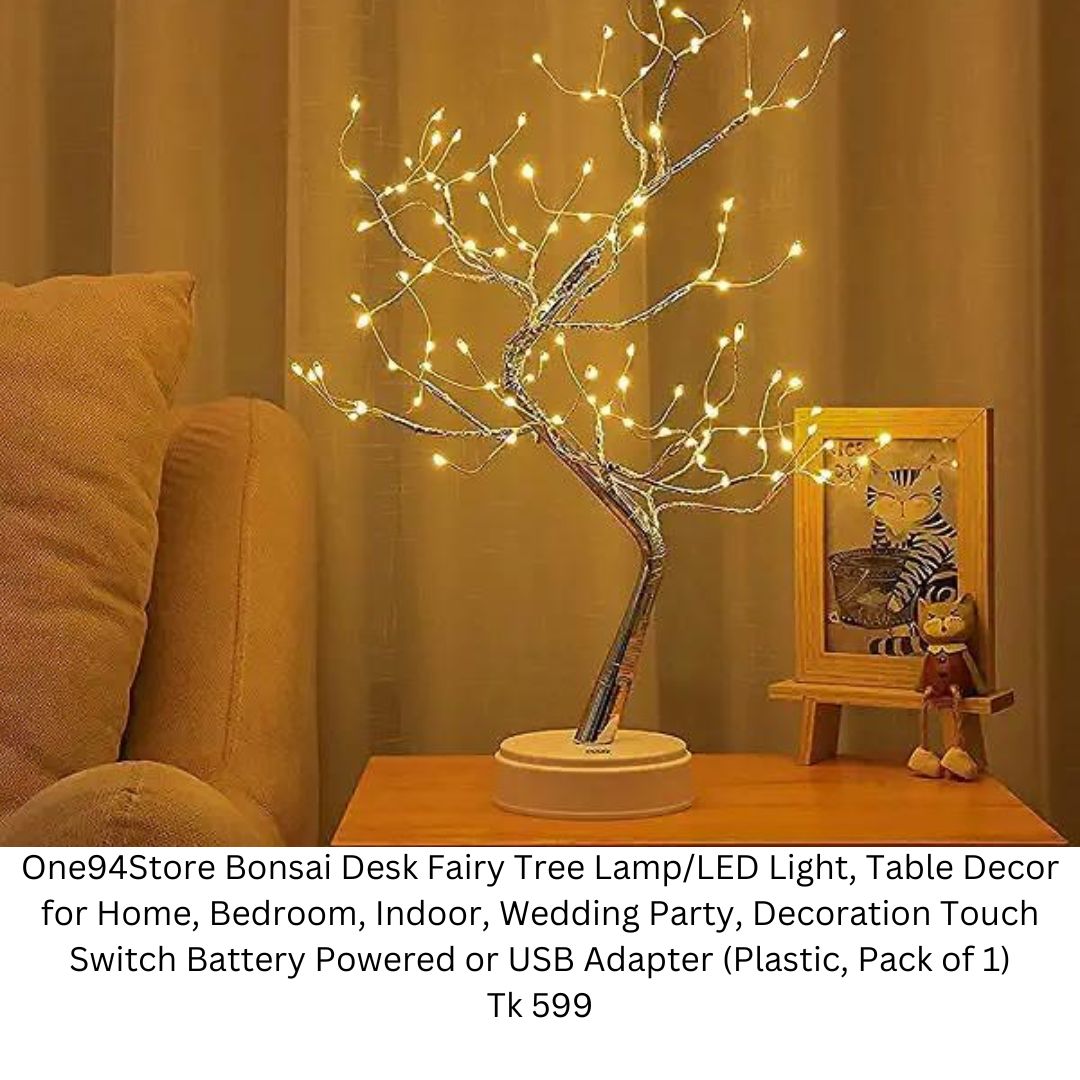 One94Store Bonsai Desk Fairy Tree Lamp/LED Light, Table Decor
for Home, Bedroom, Indoor, Wedding Party, Decoration Touch
Switch Battery Powered or USB Adapter (Plastic, Pack of 1)
Tk 599